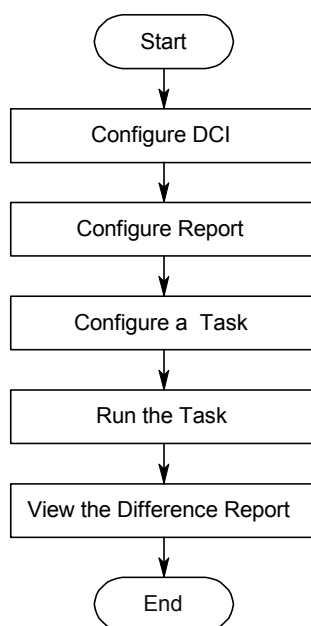 Start
Configure DCI
Configure Report
Configure a Task
Run the Task
View the Difference Report
End